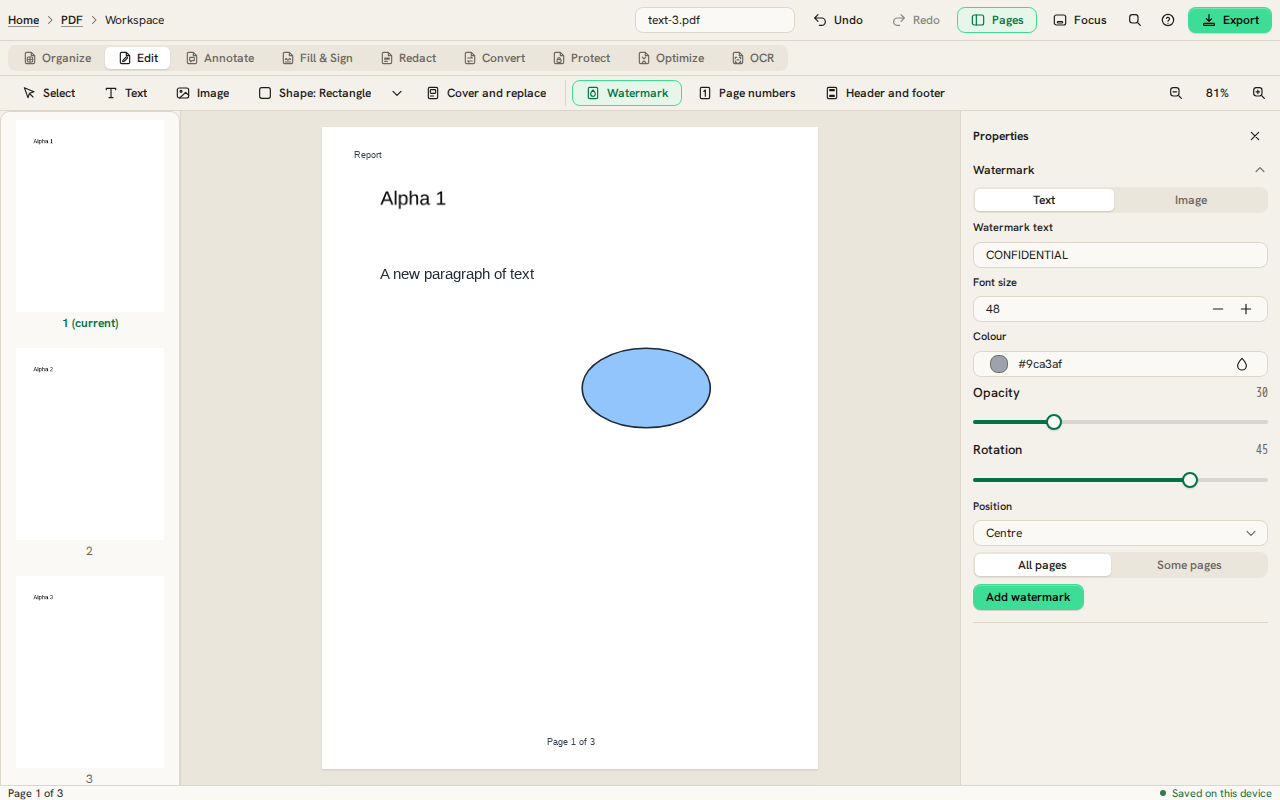 Home PDF Workspace text-3.pdf Undo Redo Pages Focus Export
Organize Edit Annotate Fill & Sign Redact Convert Protect Optimize OCR
Select Text Image Shape: Rectangle Cover and replace Watermark Page numbers Header and footer 81%
Alpha 1
1 (current)
Alpha 2
2
Alpha 3
3
Report
Alpha 1
A new paragraph of text
Page 1 of 3
Properties
Watermark
Text Image
Watermark text
CONFIDENTIAL
Font size
48
Colour
#9ca3af
Opacity 30
Rotation 45
Position
Centre
All pages Some pages
Add watermark
Page 1 of 3 Saved on this device